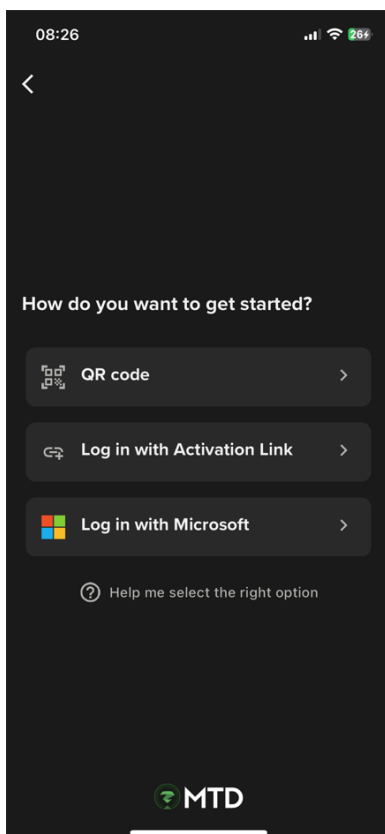 08:26
26
How do you want to get started?
QR code
Log in with Activation Link
Log in with Microsoft
Help me select the right option
MTD